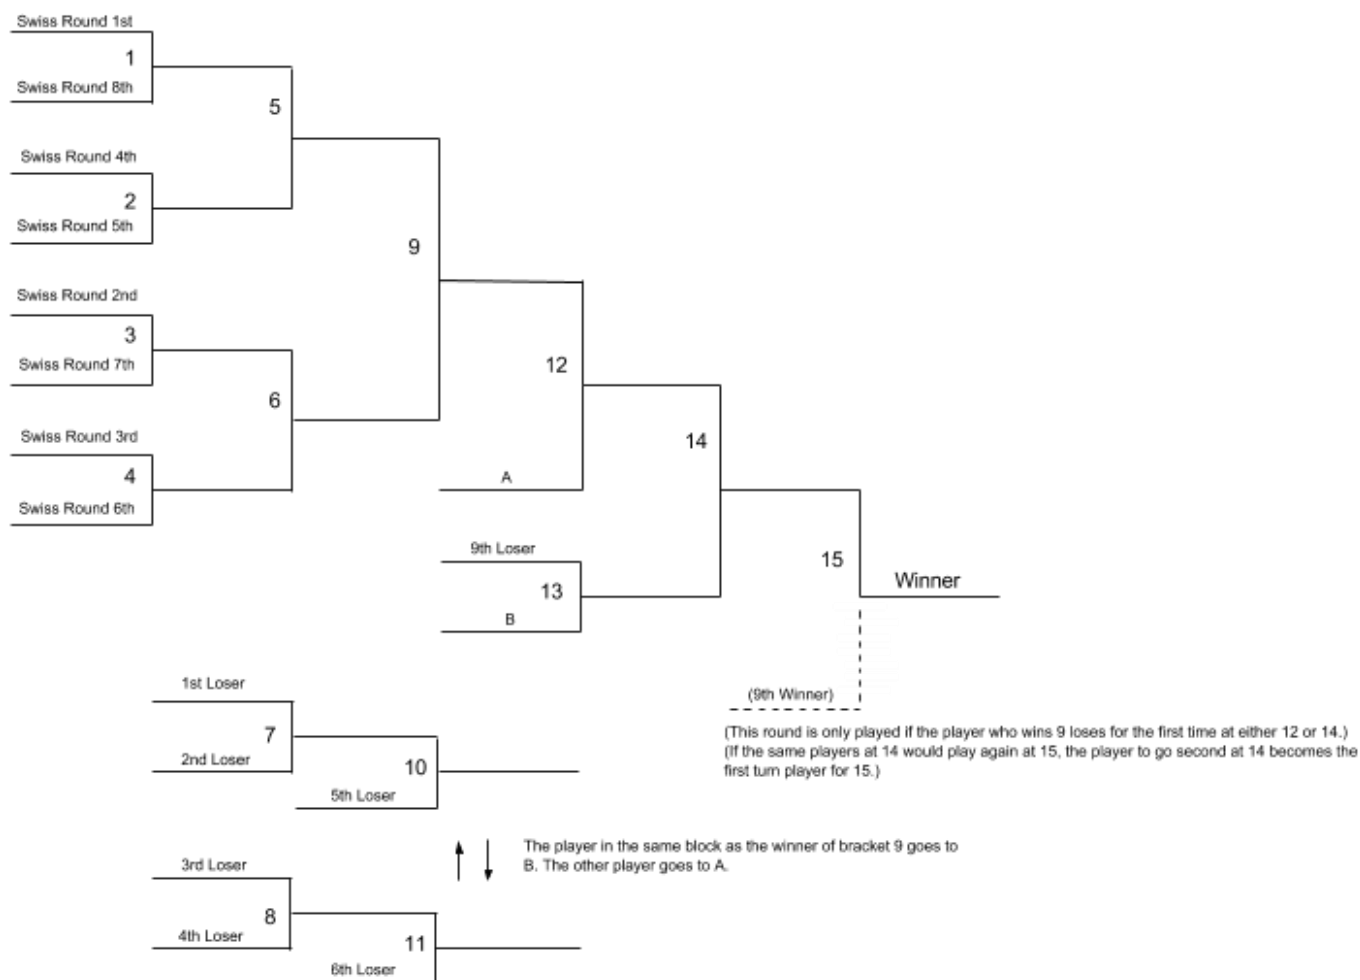 Swiss Round 1st
1
Swiss Round 8th
5
Swiss Round 4th
2
Swiss Round 5th
9
Swiss Round 2nd
3
Swiss Round 7th
6
Swiss Round 3rd
4
Swiss Round 6th
12
14
A
9th Loser
13
B
15
Winner
(9th Winner)
(This round is only played if the player who wins 9 loses for the first time at either 12 or 14.)
(If the same players at 14 would play again at 15, the player to go second at 14 becomes the
first turn player for 15.)
1st Loser
7
2nd Loser
10
5th Loser
The player in the same block as the winner of bracket 9 goes to
B. The other player goes to A.
3rd Loser
8
4th Loser
11
6th Loser